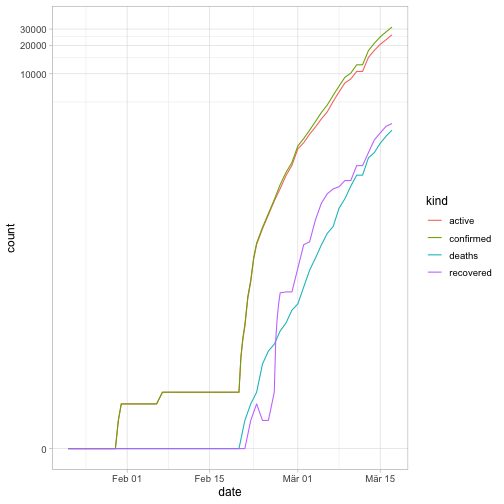 30000
20000
10000
0
count
Feb 01
Feb 15
Mär 01
Mär 15
date
kind
active
confirmed
deaths
recovered